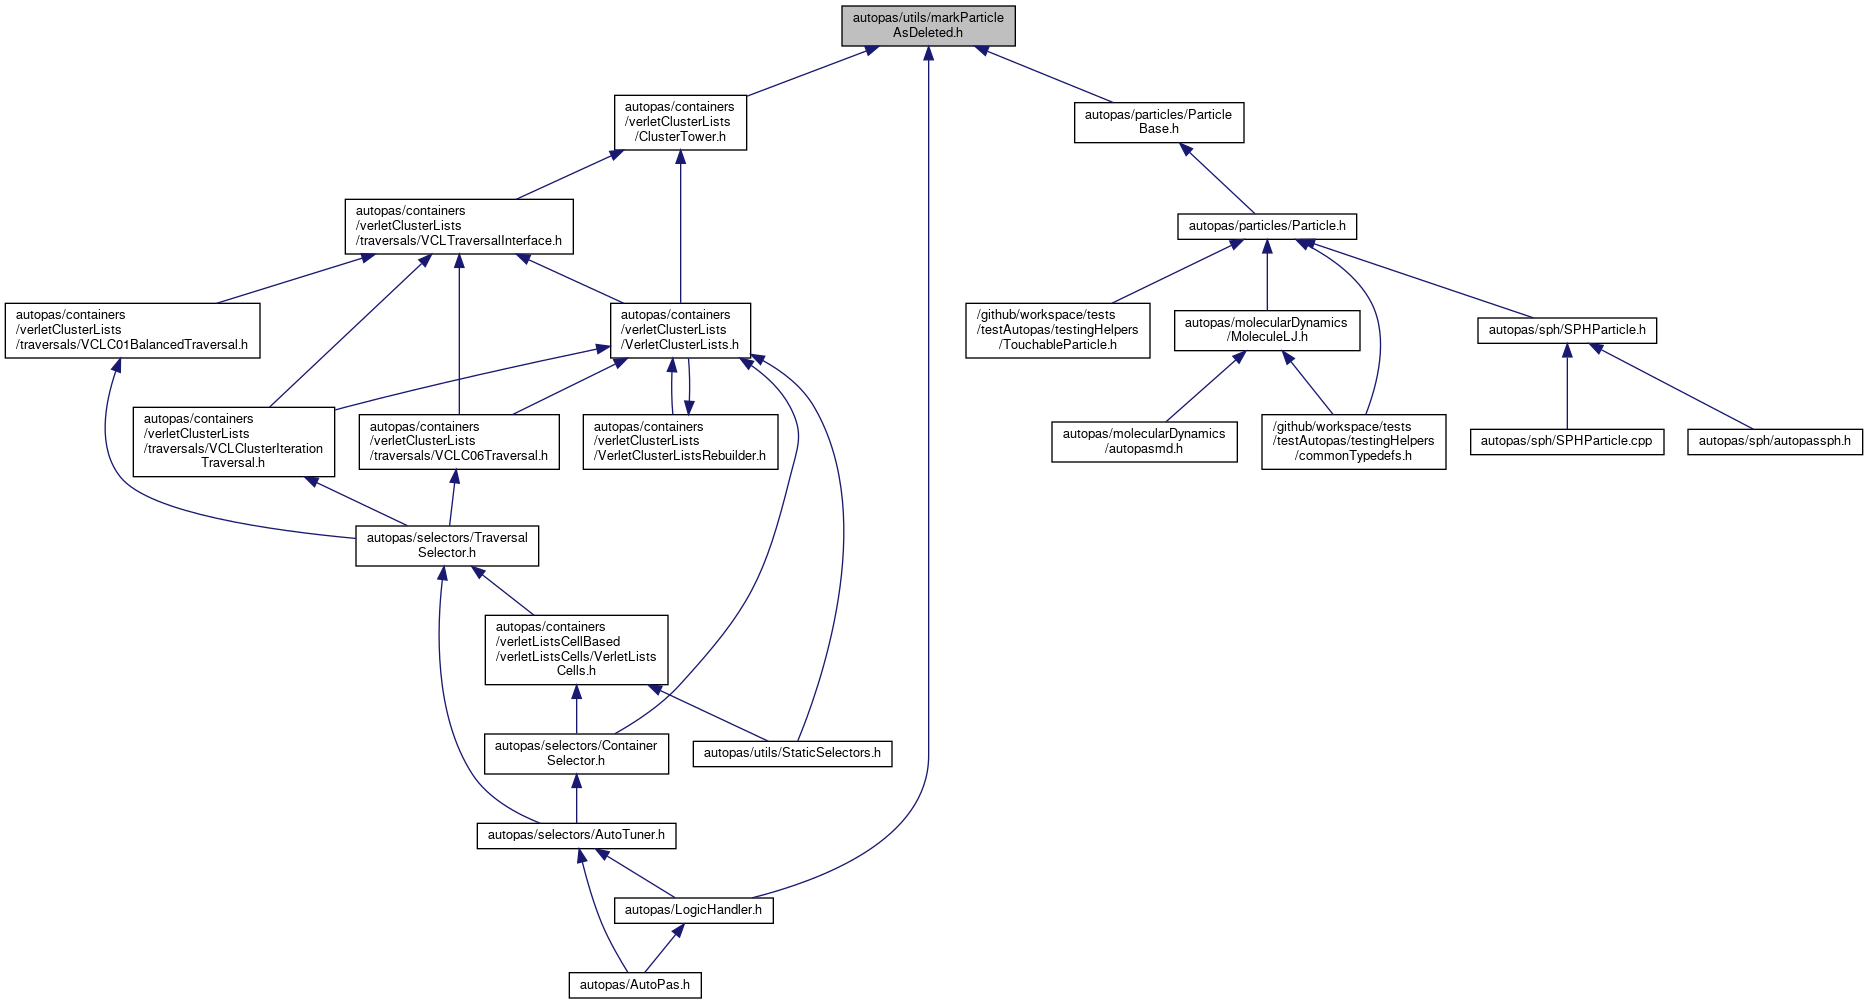 autopas/utils/markParticle
AsDeleted.h
autopas/containers
/verletClusterLists
/ClusterTower.h
autopas/particles/Particle
Base.h
autopas/containers
/verletClusterLists
/traversals/VCLTraversalInterface.h
autopas/particles/Particle.h
autopas/containers
/verletClusterLists
/traversals/VCLC01BalancedTraversal.h
autopas/containers
/verletClusterLists
/VerletClusterLists.h
/github/workspace/tests
/testAutopas/testingHelpers
/TouchableParticle.h
autopas/molecularDynamics
/MoleculeLJ.h
autopas/sph/SPHParticle.h
autopas/containers
/verletClusterLists
/traversals/VCLClusterIteration
Traversal.h
autopas/containers
/verletClusterLists
/traversals/VCLC06Traversal.h
autopas/containers
/verletClusterLists
/VerletClusterListsRebuilder.h
autopas/molecularDynamics
/autopasmd.h
/github/workspace/tests
/testAutopas/testingHelpers
/commonTypedefs.h
autopas/sph/SPHParticle.cpp
autopas/sph/autopassph.h
autopas/selectors/Traversal
Selector.h
autopas/containers
/verletListsCellBased
/verletListsCells/VerletLists
Cells.h
autopas/selectors/Container
Selector.h
autopas/utils/StaticSelectors.h
autopas/selectors/AutoTuner.h
autopas/LogicHandler.h
autopas/AutoPas.h